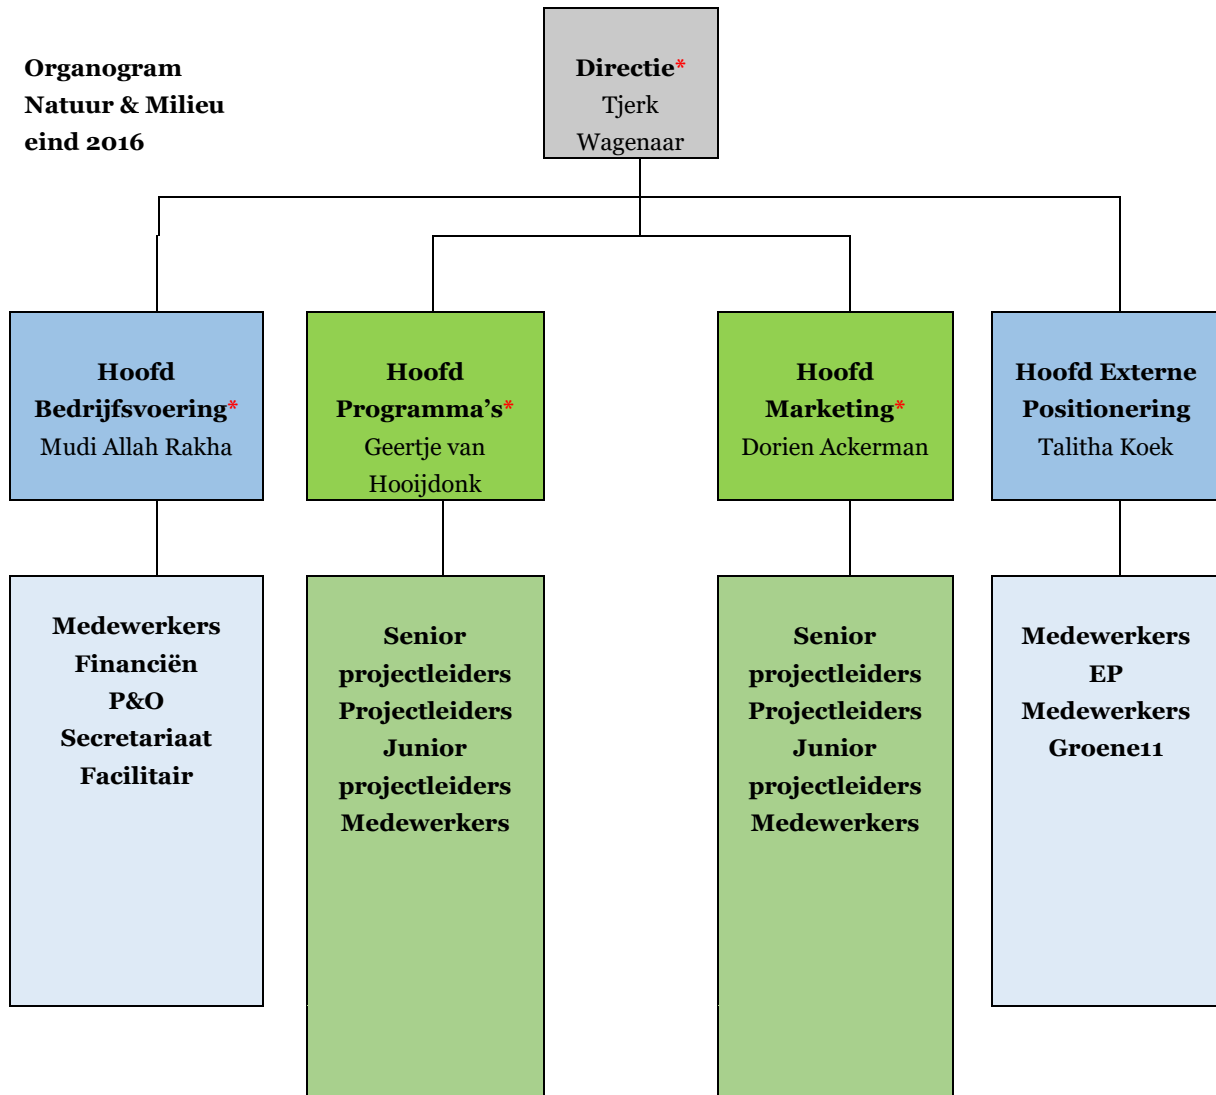 Organogram
Natuur & Milieu
eind 2016
Directie*
Tjerk
Wagenaar
Hoofd
Bedrijfsvoering*
Mudi Allah Rakha
Hoofd
Programma’s*
Geertje van
Hooijdonk
Hoofd
Marketing*
Dorien Ackerman
Hoofd Externe
Positionering
Talitha Koek
Medewerkers
Financiën
P&O
Secretariaat
Facilitair
Senior
projectleiders
Projectleiders
Junior
projectleiders
Medewerkers
Senior
projectleiders
Projectleiders
Junior
projectleiders
Medewerkers
Medewerkers
EP
Medewerkers
Groene11